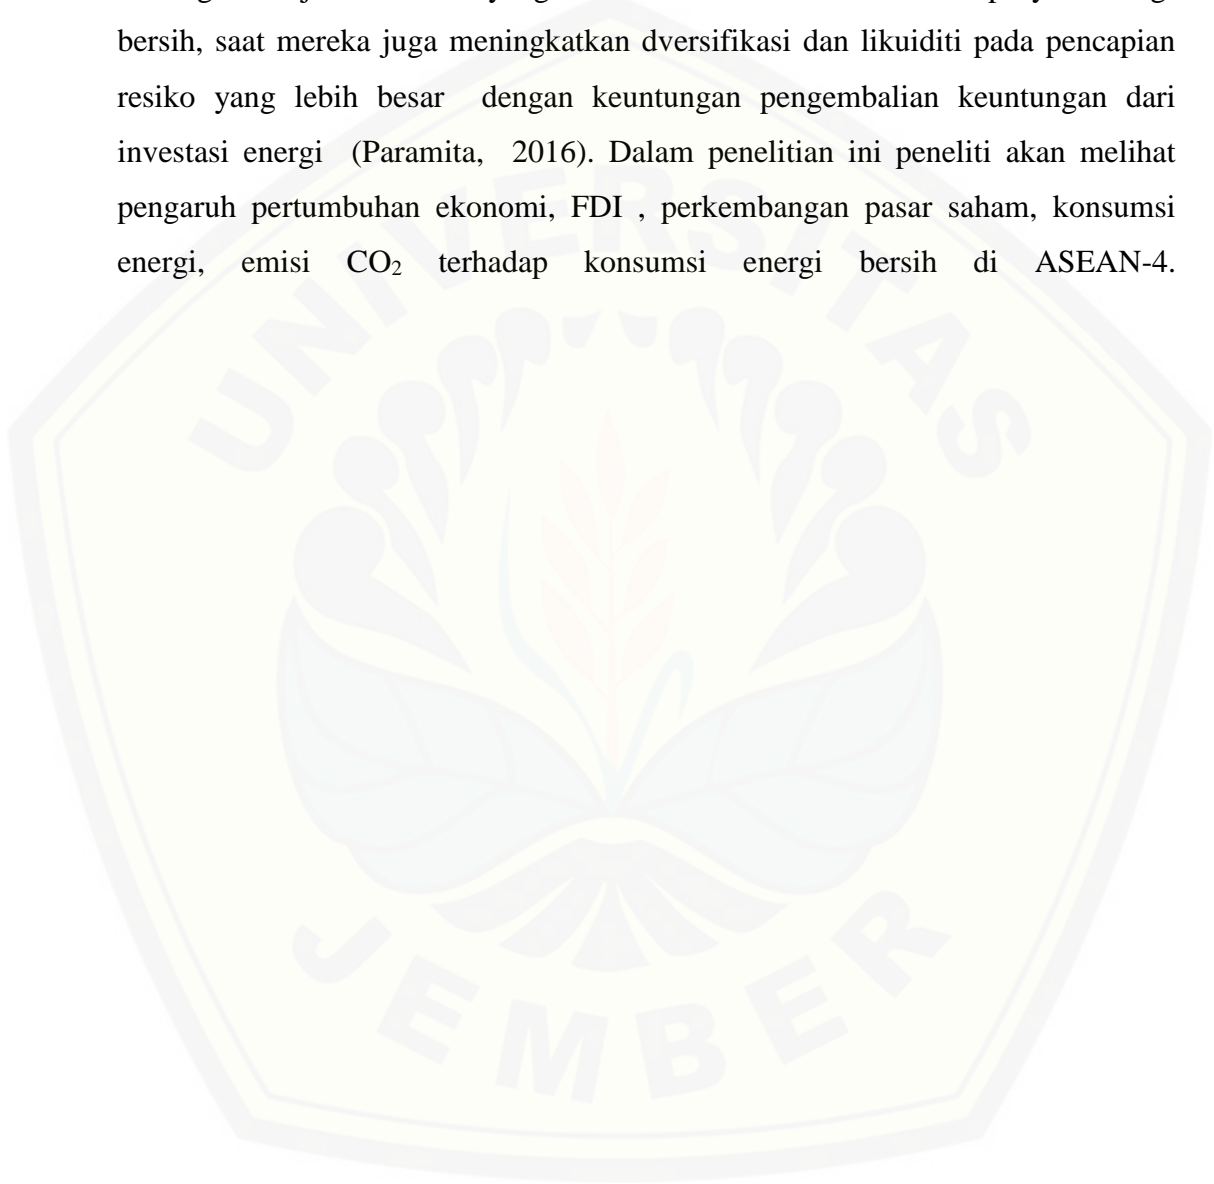 bersih, saat mereka juga meningkatkan dversifikasi dan likuiditi pada pencapian
resiko yang lebih besar dengan keuntungan pengembalian keuntungan dari
investasi energi (Paramita, 2016). Dalam penelitian ini peneliti akan melihat
pengaruh pertumbuhan ekonomi, FDI , perkembangan pasar saham, konsumsi
energi, emisi CO₂ terhadap konsumsi energi bersih di ASEAN-4.
UNIVERSITAS
JEMBER